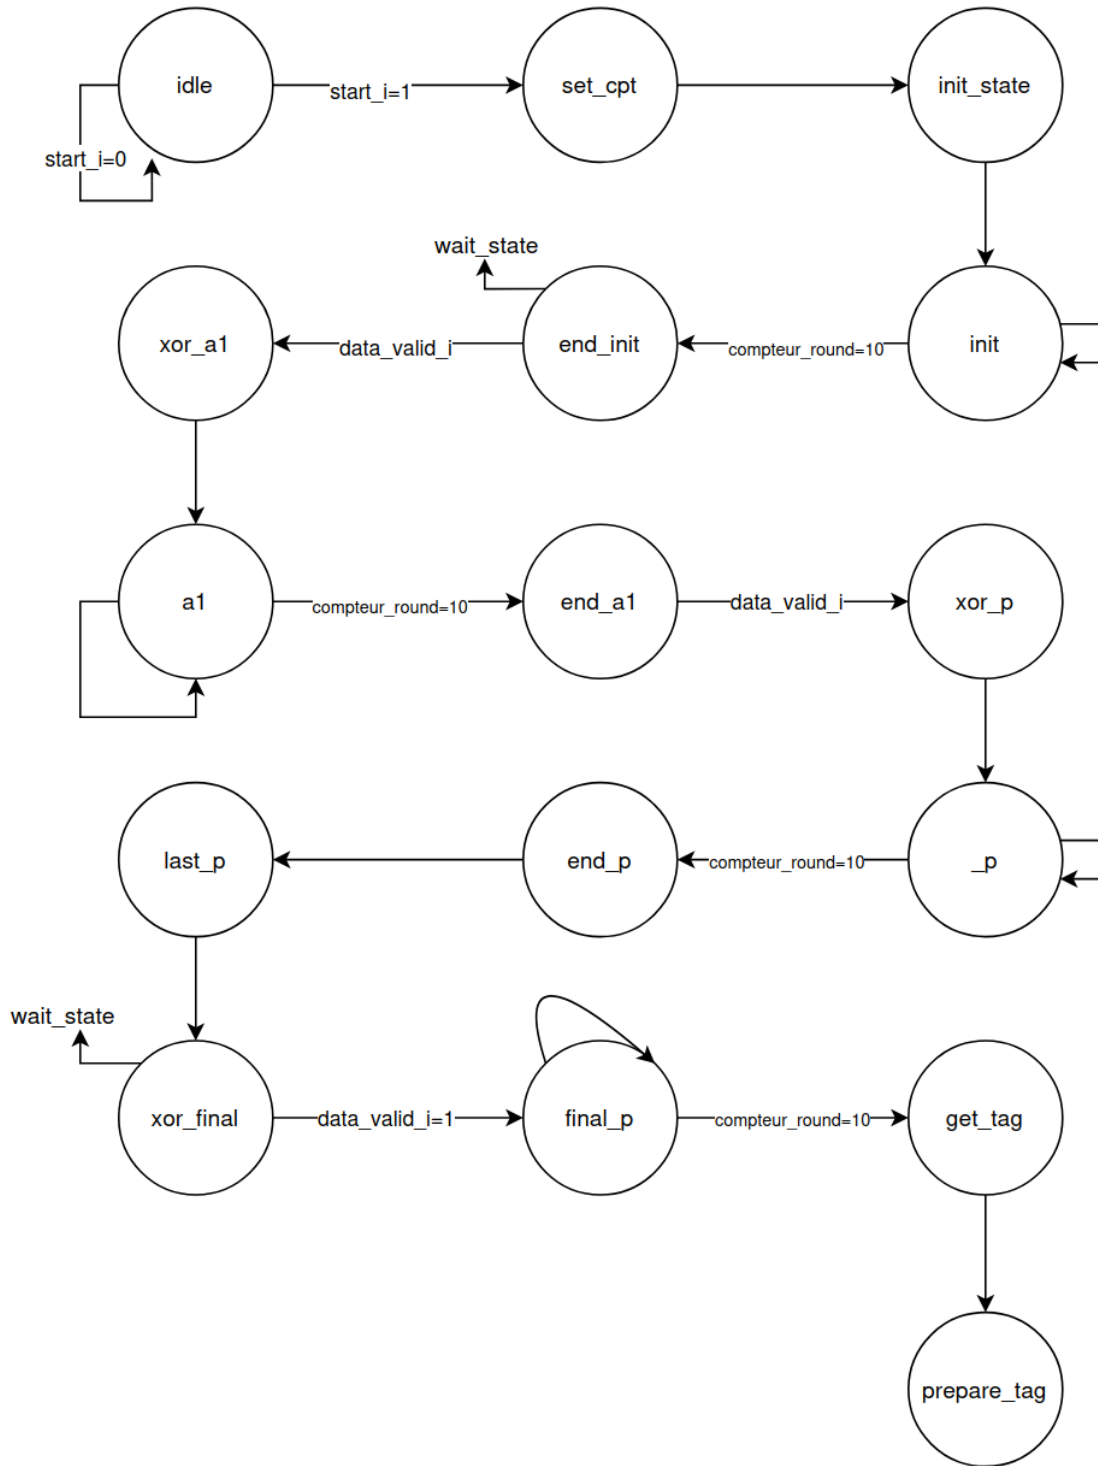 idle
start_i=1
set_cpt
init_state
start_i=0
wait_state
xor_a1
data_valid_i
end_init
compteur_round=10
init
a1
compteur_round=10
end_a1
data_valid_i
xor_p
last_p
end_p
compteur_round=10
_p
wait_state
xor_final
data_valid_i=1
final_p
compteur_round=10
get_tag
prepare_tag